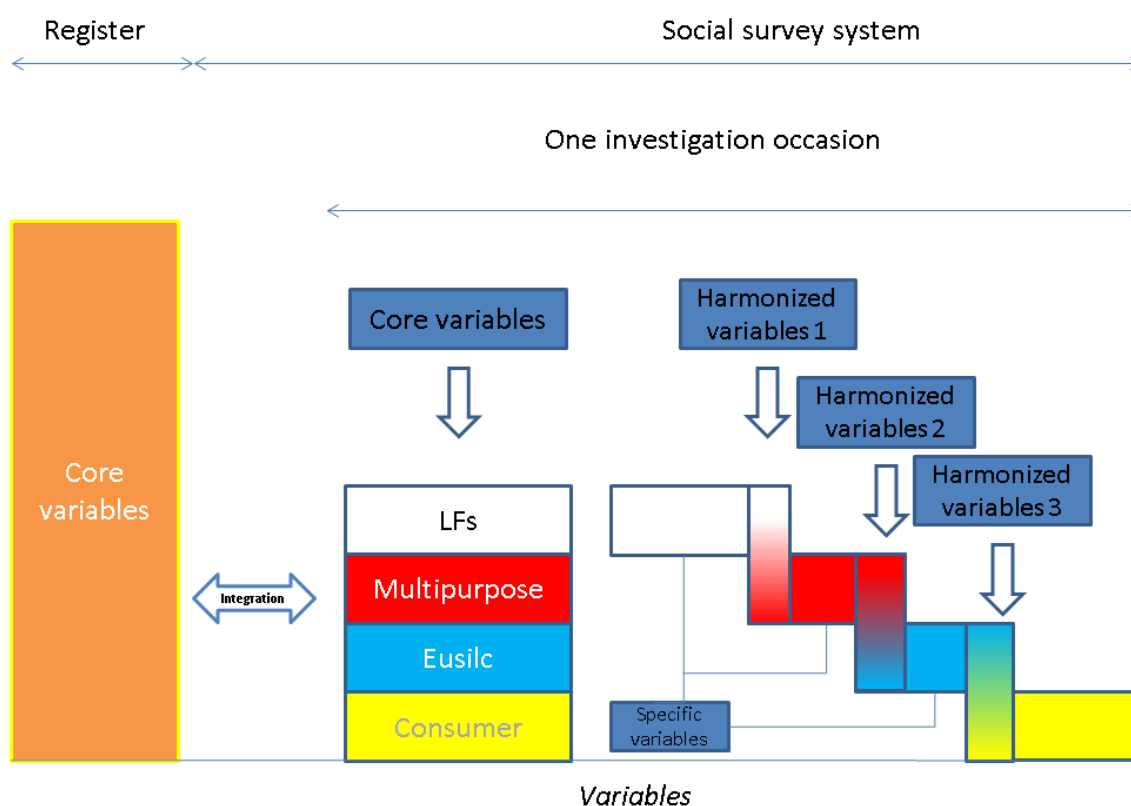 Register
Social survey system
One investigation occasion
Core variables
Harmonized
variables 1
Harmonized
variables 2
Harmonized
variables 3
Core
variables
LFs
Multipurpose
Integration
Eusilc
Consumer
Specific
variables
Variables